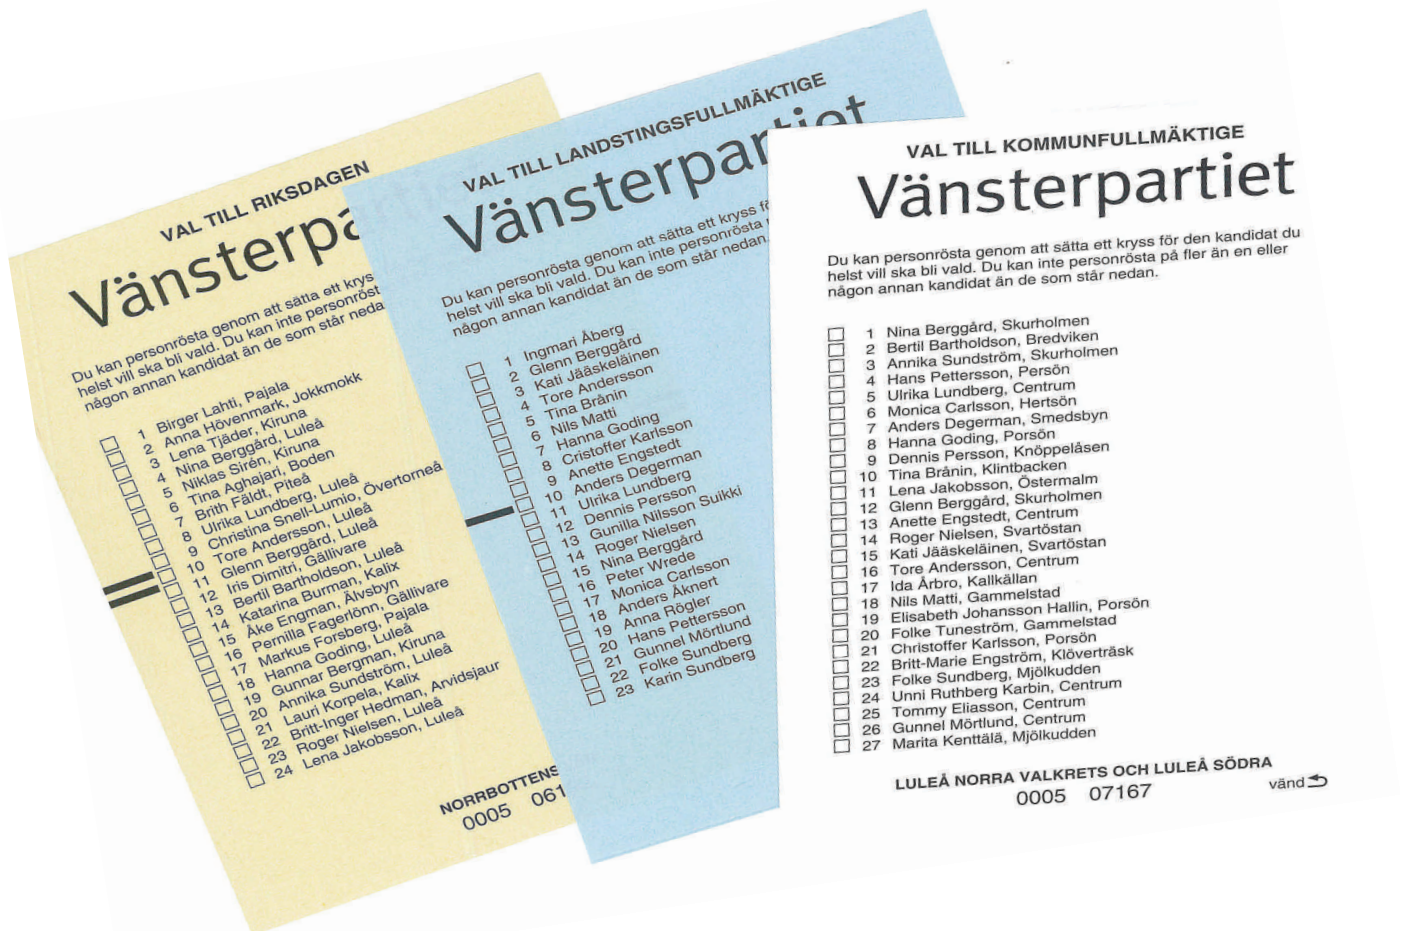 VAL TILL RIKSDAGEN
Vänsterpa
Du kan personrösta genom att sätta ett krys
helst vill ska bli vald. Du kan inte personröst
någon annan kandidat än de som står neda
1 Birger Lahti, Pajala
2 Anna Hövenmark, Jokkmokk
3 Lena Tjäder, Kiruna
4 Nina Berggård, Luleå
5 Niklas Sirén, Kiruna
6 Tina Aghajari, Boden
7 Brith Fäldt, Piteå
8 Ulrika Lundberg, Luleå
9 Christina Snell-Lumio, Övertorneå
10 Tore Andersson, Luleå
11 Glenn Berggård, Luleå
12 Iris Dimitri, Gällivare
13 Bertil Bartholdson, Luleå
14 Katarina Burman, Kalix
15 Åke Engman, Älvsbyn
16 Pernilla Fagerlönn, Gällivare
17 Markus Forsberg, Pajala
18 Hanna Goding, Luleå
19 Gunnar Bergman, Kiruna
20 Annika Sundström, Luleå
21 Lauri Korpela, Kalix
22 Britt-Inger Hedman, Arvidsjaur
23 Roger Nielsen, Luleå
24 Lena Jakobsson, Luleå
NORRBOTTENS
0005 061
VAL TILL LANDSTINGSFULLMÄKTIGE
Vänsterpartiet
Du kan personrösta genom att sätta ett kryss fö
helst vill ska bli vald. Du kan inte personrösta
någon annan kandidat än de som står nedan.
1 Ingmari Åberg
2 Glenn Berggård
3 Kati Jääskeläinen
4 Tore Andersson
5 Tina Brånin
6 Nils Matti
7 Hanna Goding
8 Cristoffer Karlsson
9 Anette Engstedt
10 Anders Degerman
11 Ulrika Lundberg
12 Dennis Persson
13 Gunilla Nilsson Suikki
14 Roger Nielsen
15 Nina Berggård
16 Peter Wrede
17 Monica Carlsson
18 Anders Åknert
19 Anna Rögler
20 Hans Pettersson
21 Gunnel Mörtlund
22 Folke Sundberg
23 Karin Sundberg
VAL TILL KOMMUNFULLMÄKTIGE
Vänsterpartiet
Du kan personrösta genom att sätta ett kryss för den kandidat du
helst vill ska bli vald. Du kan inte personrösta på fler än en eller
någon annan kandidat än de som står nedan.
1 Nina Berggård, Skurholmen
2 Bertil Bartholdson, Bredviken
3 Annika Sundström, Skurholmen
4 Hans Pettersson, Persön
5 Ulrika Lundberg, Centrum
6 Monica Carlsson, Hertsön
7 Anders Degerman, Smedsbyn
8 Hanna Goding, Porsön
9 Dennis Persson, Knöppelåsen
10 Tina Brånin, Klintbacken
11 Lena Jakobsson, Östermalm
12 Glenn Berggård, Skurholmen
13 Anette Engstedt, Centrum
14 Roger Nielsen, Svartöstan
15 Kati Jääskeläinen, Svartöstan
16 Tore Andersson, Centrum
17 Ida Årbro, Kallkällan
18 Nils Matti, Gammelstad
19 Elisabeth Johansson Hallin, Porsön
20 Folke Tuneström, Gammelstad
21 Christoffer Karlsson, Porsön
22 Britt-Marie Engström, Klöverträsk
23 Folke Sundberg, Mjölkudden
24 Unni Ruthberg Karbin, Centrum
25 Tommy Eliasson, Centrum
26 Gunnel Mörtlund, Centrum
27 Marita Kenttälä, Mjölkudden
LULEÅ NORRA VALKRETS OCH LULEÅ SÖDRA
0005 07167
vänd